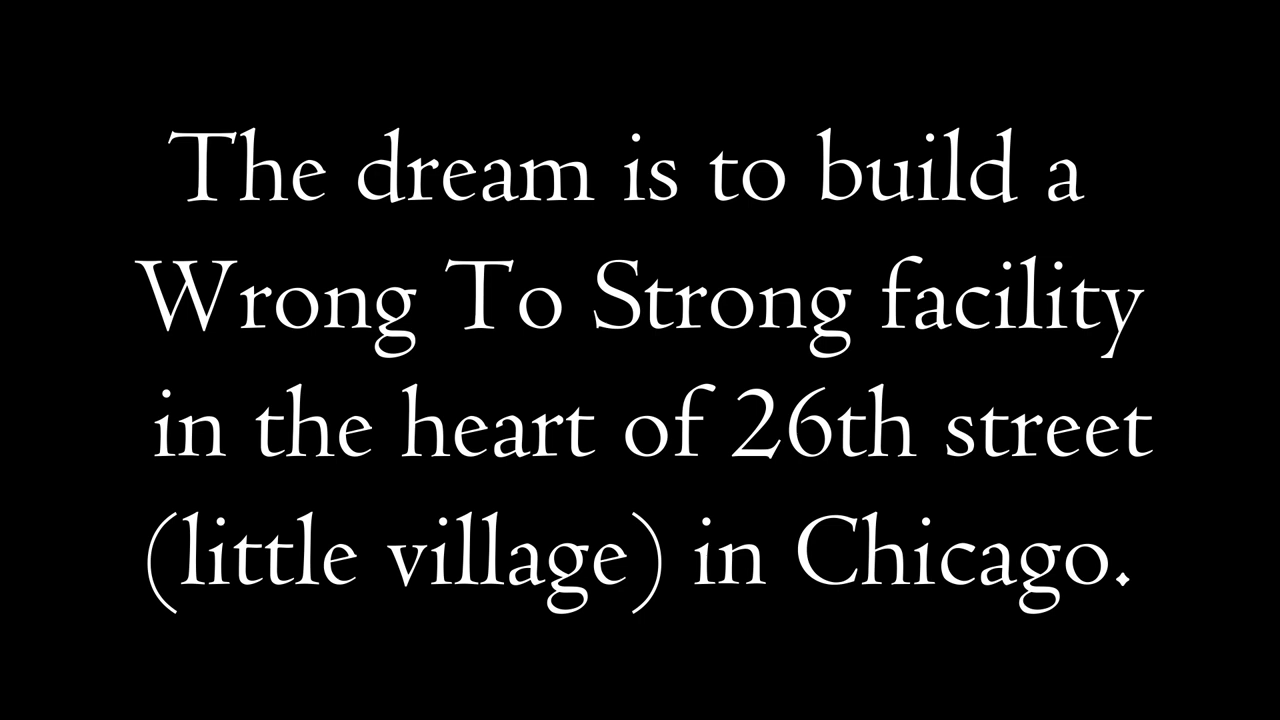 The dream is to build a
Wrong To Strong facility
in the heart of 26th street
(little village) in Chicago.